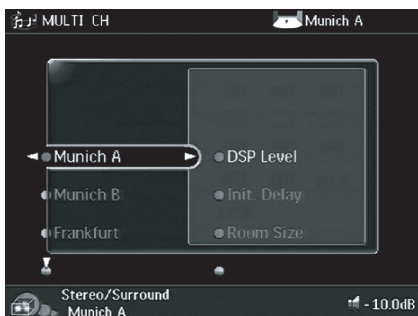 MULTI CH Munich A
Munich A DSP Level
Munich B Init. Delay
Frankfurt Room Size
Stereo/Surround
Munich A -10.0dB